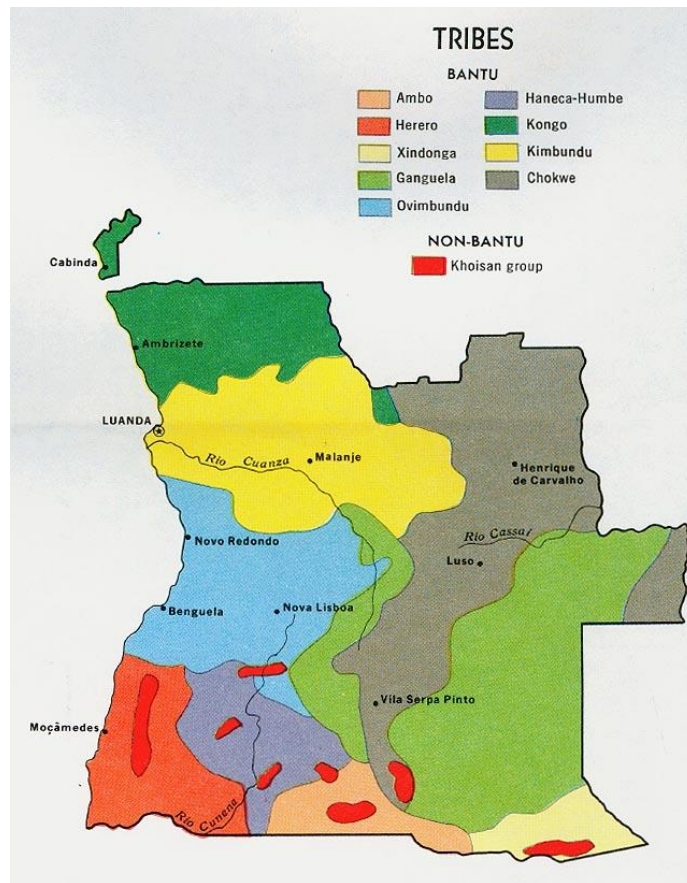 TRIBES
BANTU
Ambo
Haneca-Humbe
Herero
Kongo
Xindonga
Kimbundu
Ganguela
Chokwe
Ovimbundu
NON-BANTU
Khoisan group
Cabinda
Ambrizete
LUANDA
Rio Cuanza
Malanje
Henrique
de Carvalho
Rio Cassai
Novo Redondo
Luso
Benguela
Nova Lisboa
Vila Serpa Pinto
Moçâmedes
Rio Cunena